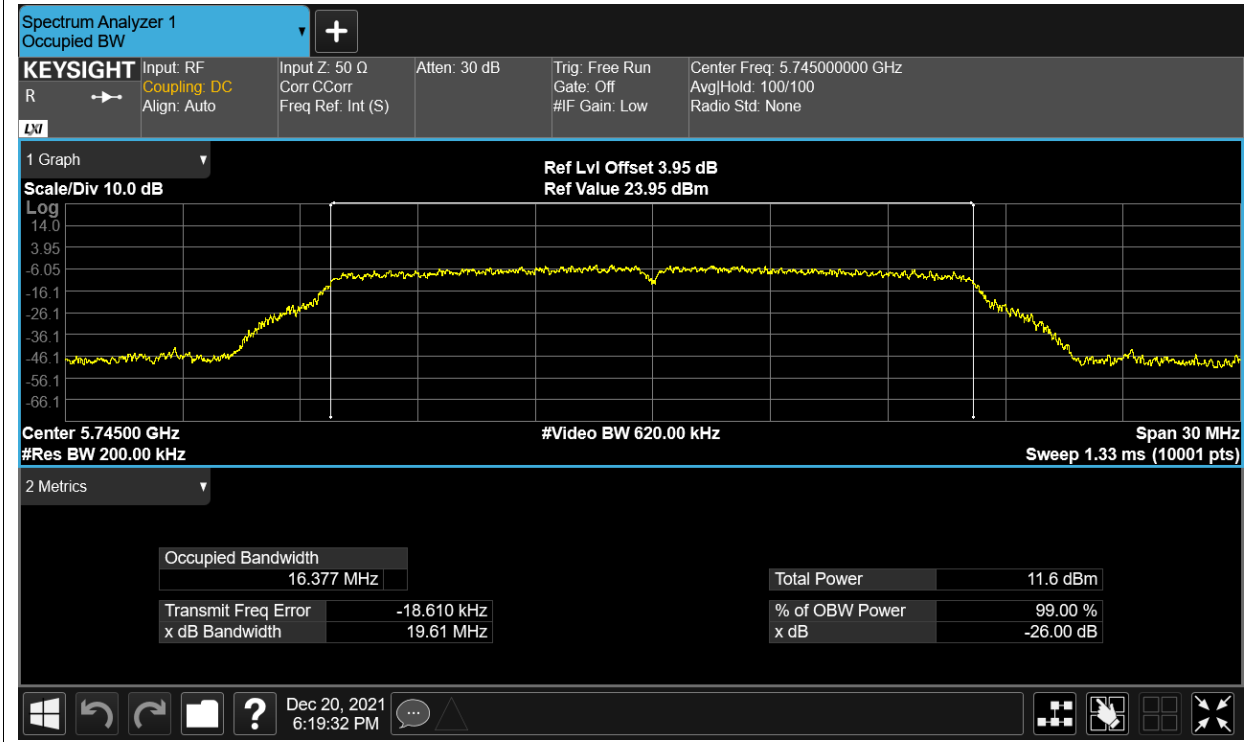 Spectrum Analyzer 1
Occupied BW
KEYSIGHT
R
LXI
Input: RF
Coupling: DC
Align: Auto
Input Z: 50 Ω
Corr CCorr
Freq Ref: Int (S)
Atten: 30 dB
Trig: Free Run
Gate: Off
#IF Gain: Low
Center Freq: 5.745000000 GHz
Avg|Hold: 100/100
Radio Std: None
1 Graph
Scale/Div 10.0 dB
Ref Lvl Offset 3.95 dB
Ref Value 23.95 dBm
Log
14.0
3.95
-6.05
-16.1
-26.1
-36.1
-46.1
-56.1
-66.1
Center 5.74500 GHz
#Res BW 200.00 kHz
#Video BW 620.00 kHz
Span 30 MHz
Sweep 1.33 ms (10001 pts)
2 Metrics
Occupied Bandwidth
16.377 MHz
Transmit Freq Error -18.610 kHz
x dB Bandwidth 19.61 MHz
Total Power 11.6 dBm
% of OBW Power 99.00 %
x dB -26.00 dB
?
Dec 20, 2021
6:19:32 PM